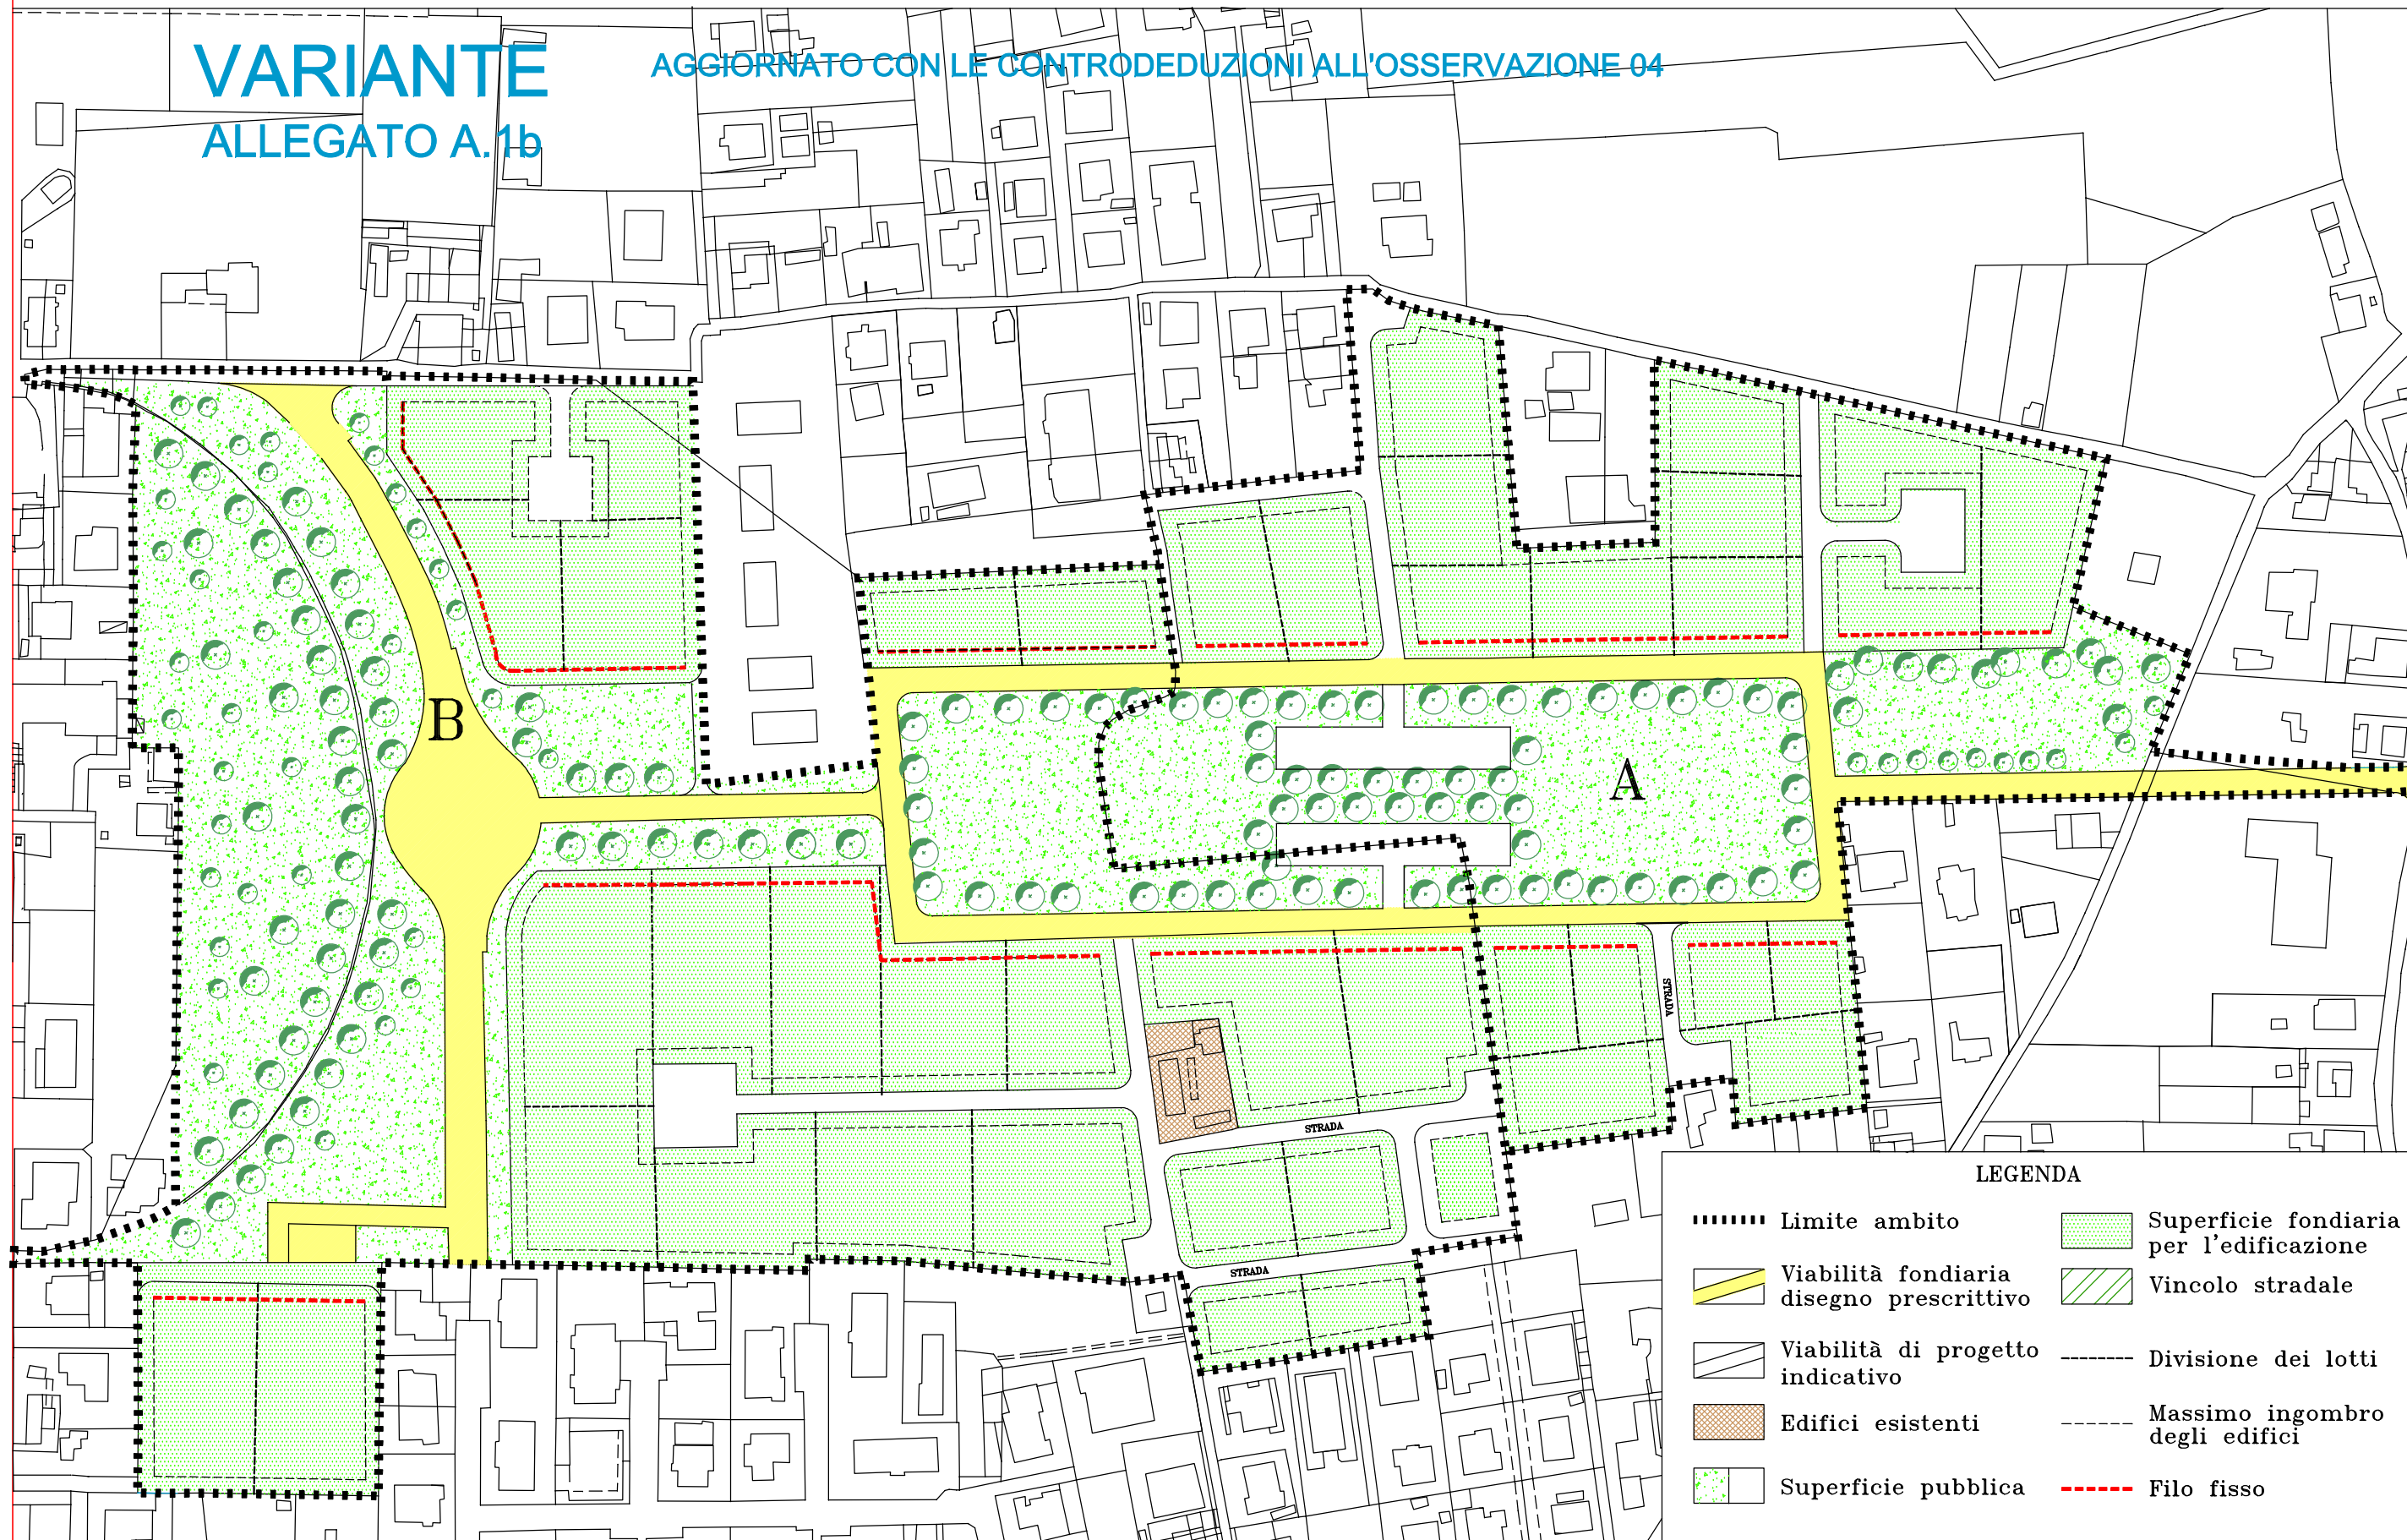 VARIANTE
AGGIORNATO CON LE CONTRODEDUZIONI ALL'OSSERVAZIONE 04
ALLEGATO A.1b
B
A
STRADA
STRADA
STRADA
LEGENDA
Limite ambito
Viabilità fondiaria
disegno prescrittivo
Viabilità di progetto
indicativo
Edifici esistenti
Superficie pubblica
Superficie fondiaria
per l'edificazione
Vincolo stradale
Divisione dei lotti
Massimo ingombro
degli edifici
Filo fisso